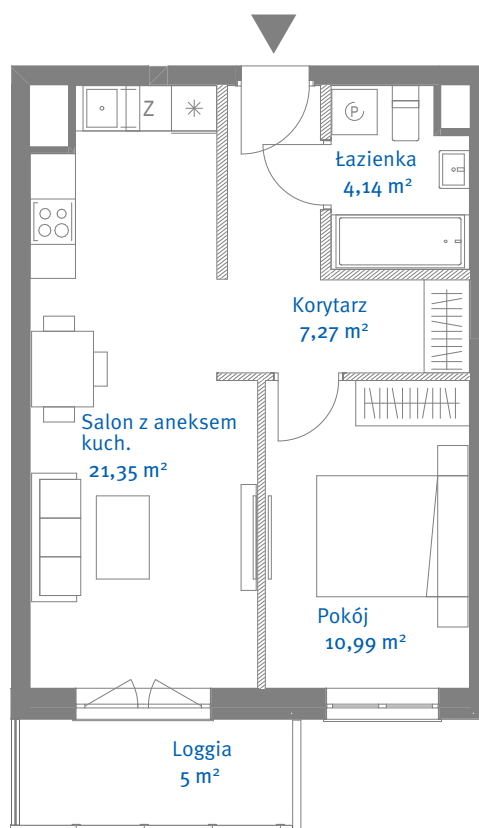 Z
P
Łazienka
4,14 m²
Korytarz
7,27 m²
Salon z aneksem
kuch.
21,35 m²
Pokój
10,99 m²
Loggia
5 m²